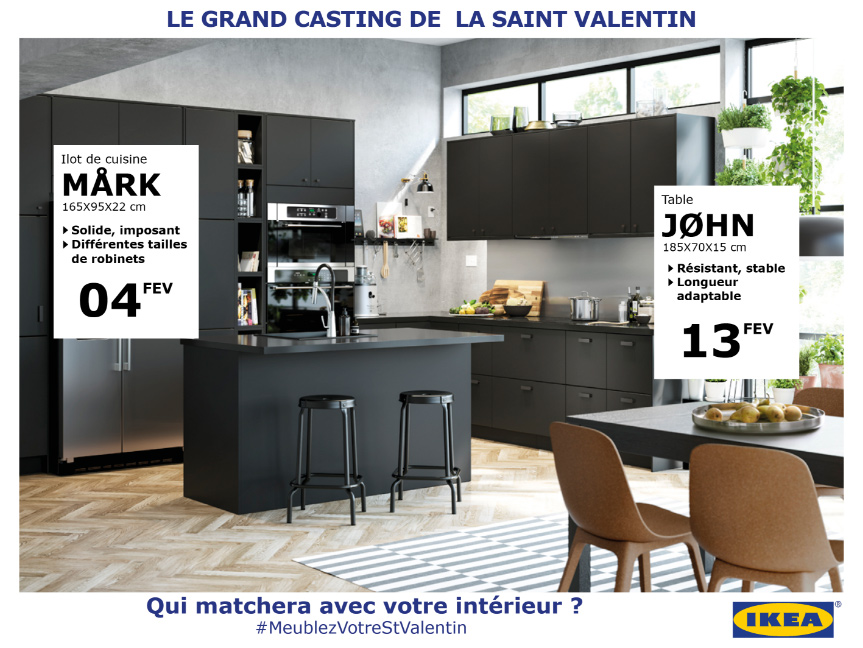 LE GRAND CASTING DE LA SAINT VALENTIN
Ilot de cuisine
MÅRK
165X95X22 cm
Solide, imposant
Différentes tailles
de robinets
04 FEV
Table
JØHN
185X70X15 cm
Résistant, stable
Longueur
adaptable
13 FEV
Qui matchera avec votre intérieur ?
#MeublezVotreStValentin
IKEA®